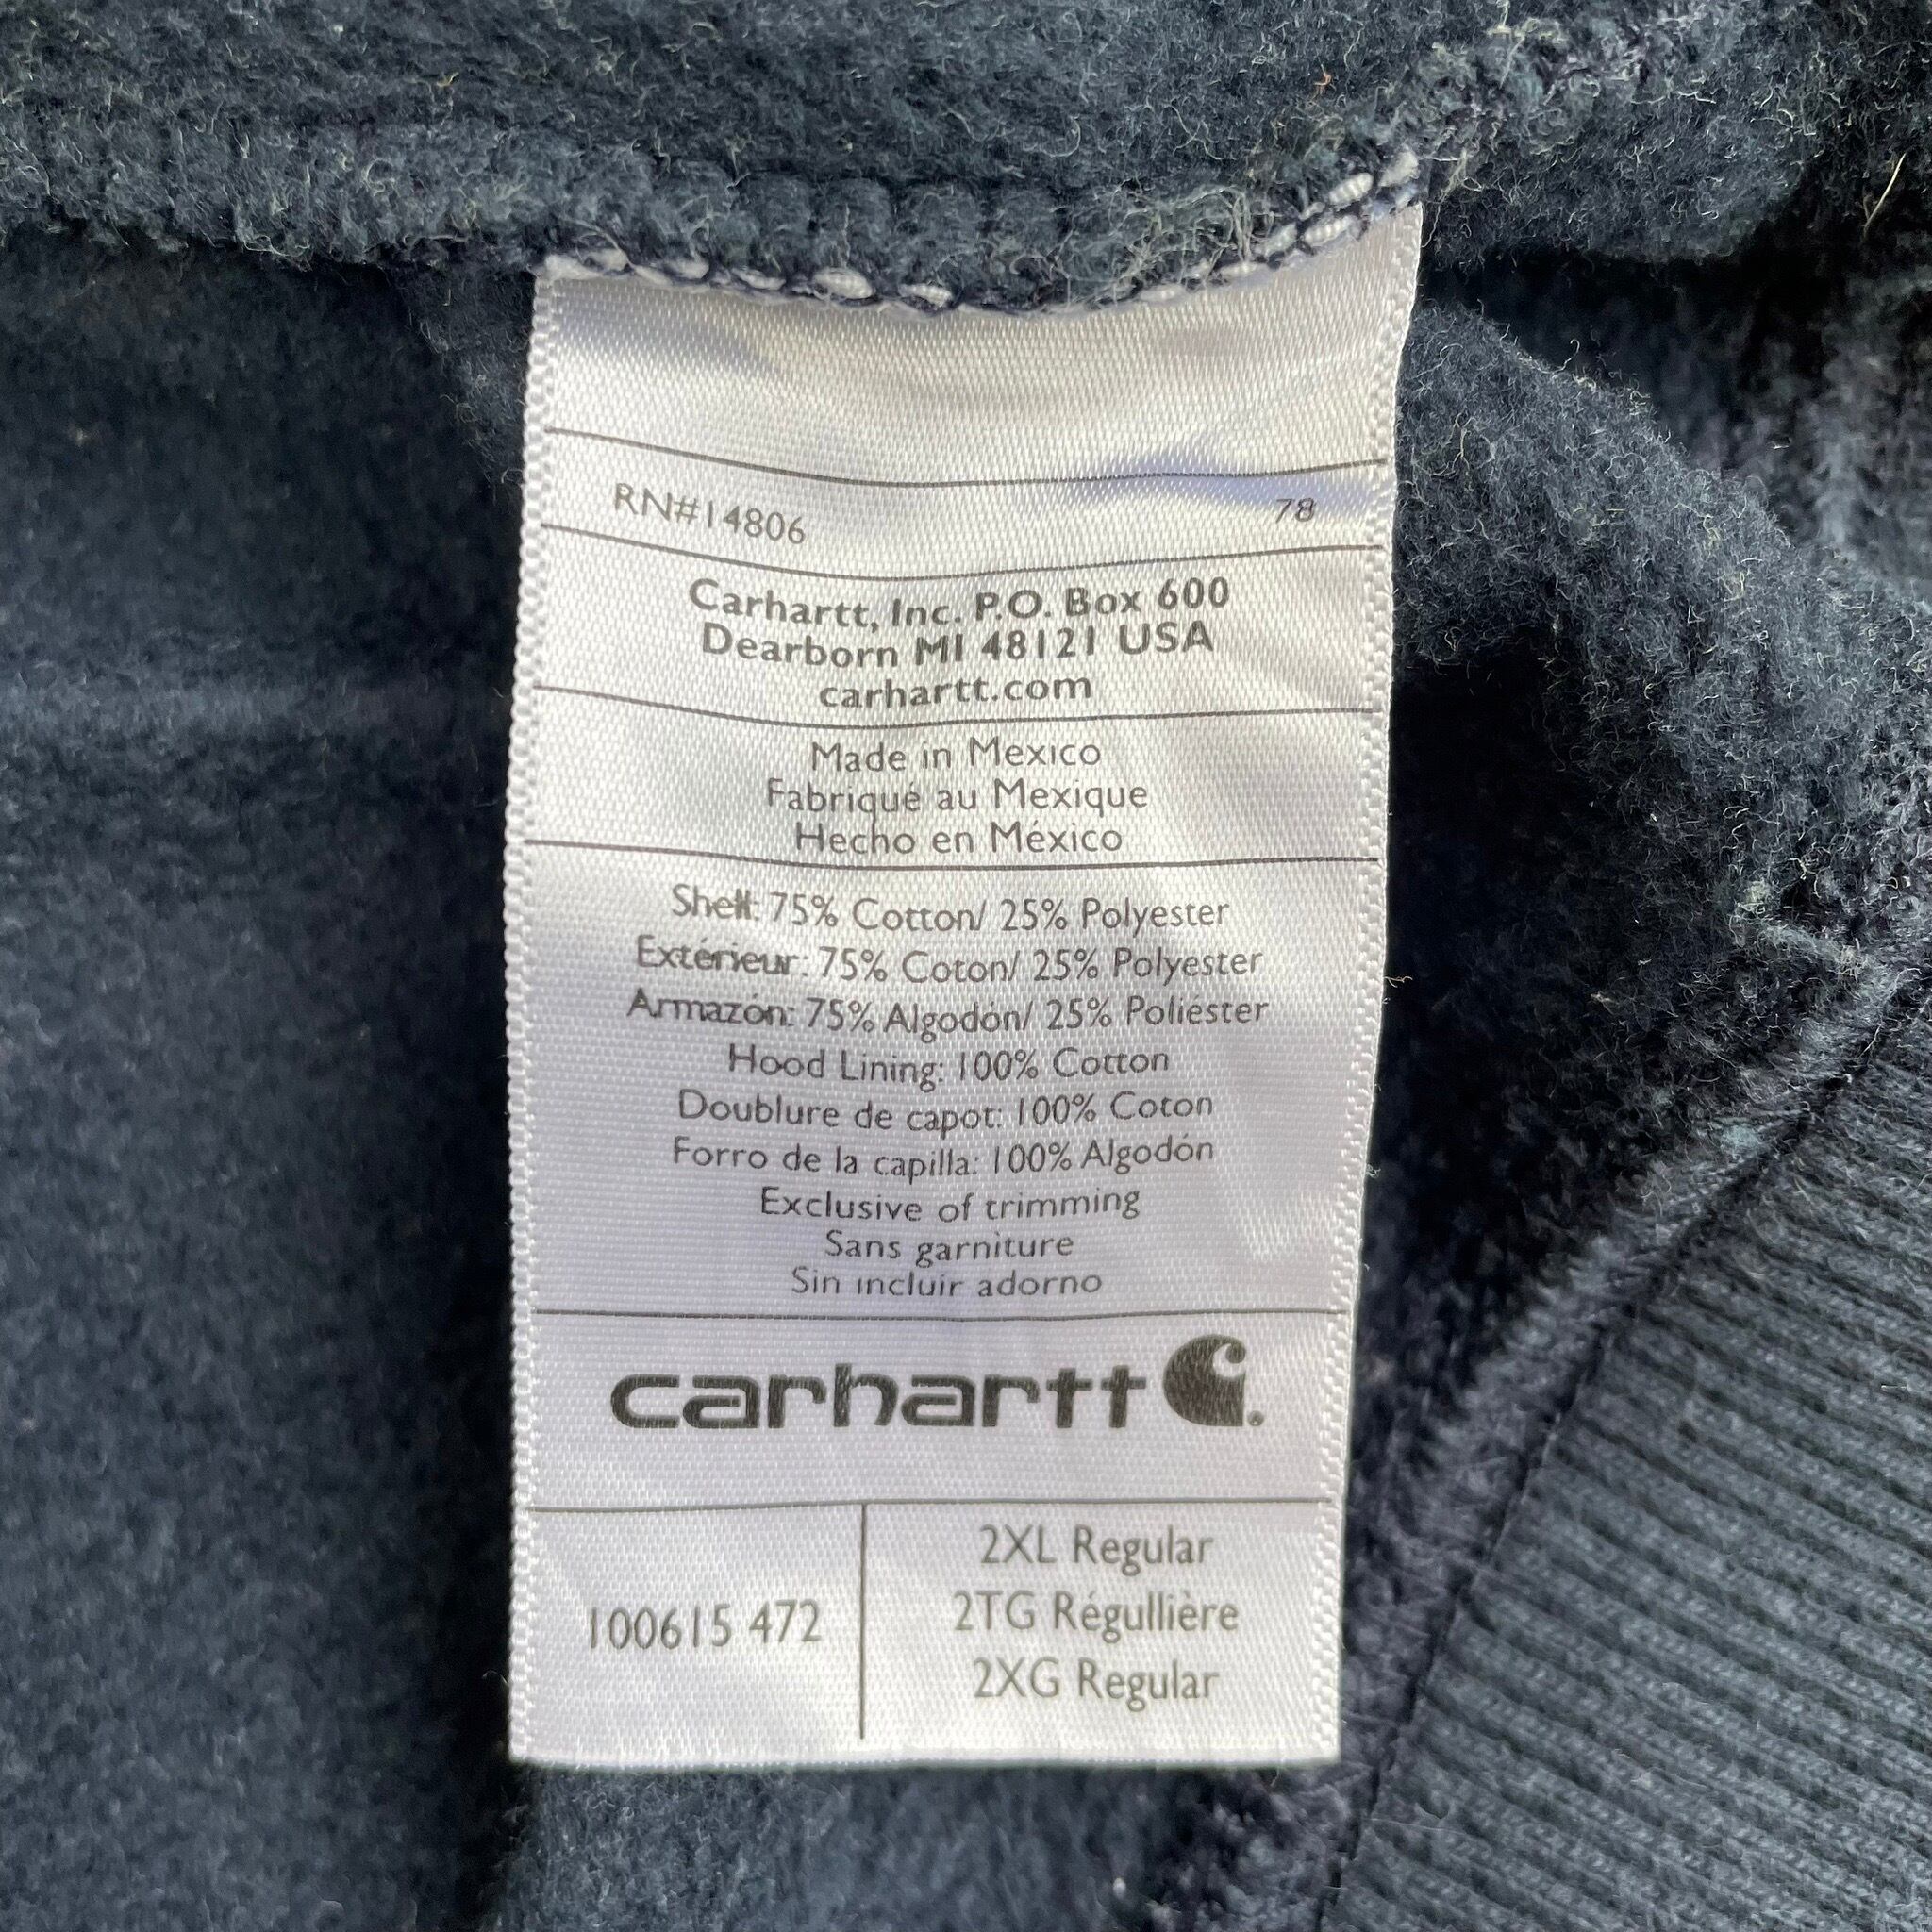 RN#14806 78
Carhartt, Inc. P.O. Box 600
Dearborn MI 48121 USA
carhartt.com
Made in Mexico
Fabriqué au Mexique
Hecho en México
Shell: 75% Cotton/ 25% Polyester
Extérieur: 75% Coton/ 25% Polyester
Armazón: 75% Algodón/ 25% Poliéster
Hood Lining: 100% Cotton
Doublure de capot: 100% Coton
Forro de la capilla: 100% Algodón
Exclusive of trimming
Sans garniture
Sin incluír adorno
carhartt
100615 472
2XL Regular
2TG Régullière
2XG Regular